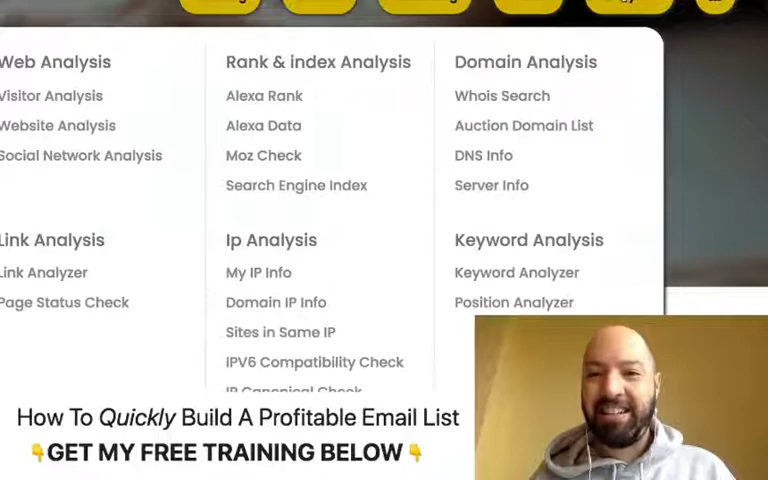 Web Analysis
Visitor Analysis
Website Analysis
Social Network Analysis
Rank & index Analysis
Alexa Rank
Alexa Data
Moz Check
Search Engine Index
Domain Analysis
Whois Search
Auction Domain List
DNS Info
Server Info
Link Analysis
Link Analyzer
Page Status Check
Ip Analysis
My IP Info
Domain IP Info
Sites in Same IP
IPV6 Compatibility Check
IP Canonical Check
Keyword Analysis
Keyword Analyzer
Position Analyzer
How To Quickly Build A Profitable Email List
👇GET MY FREE TRAINING BELOW👇